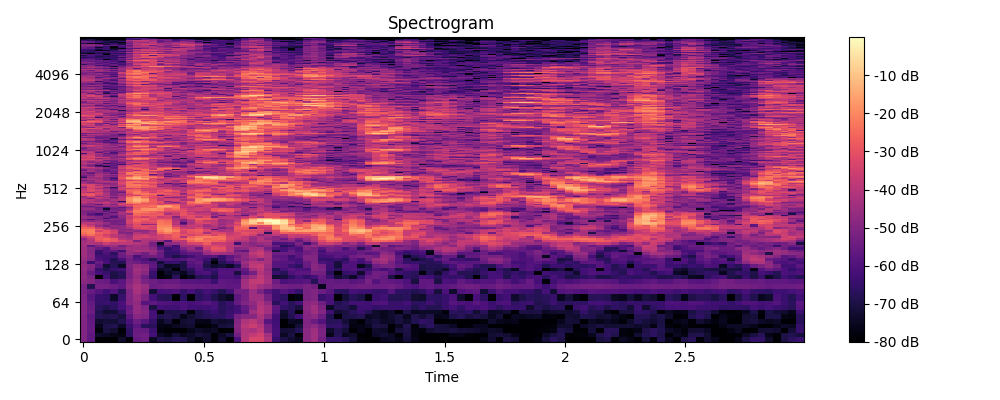 Spectrogram
Hz
4096
2048
1024
512
256
128
64
0
0
0.5
1
1.5
2
2.5
Time
-10 dB
-20 dB
-30 dB
-40 dB
-50 dB
-60 dB
-70 dB
-80 dB